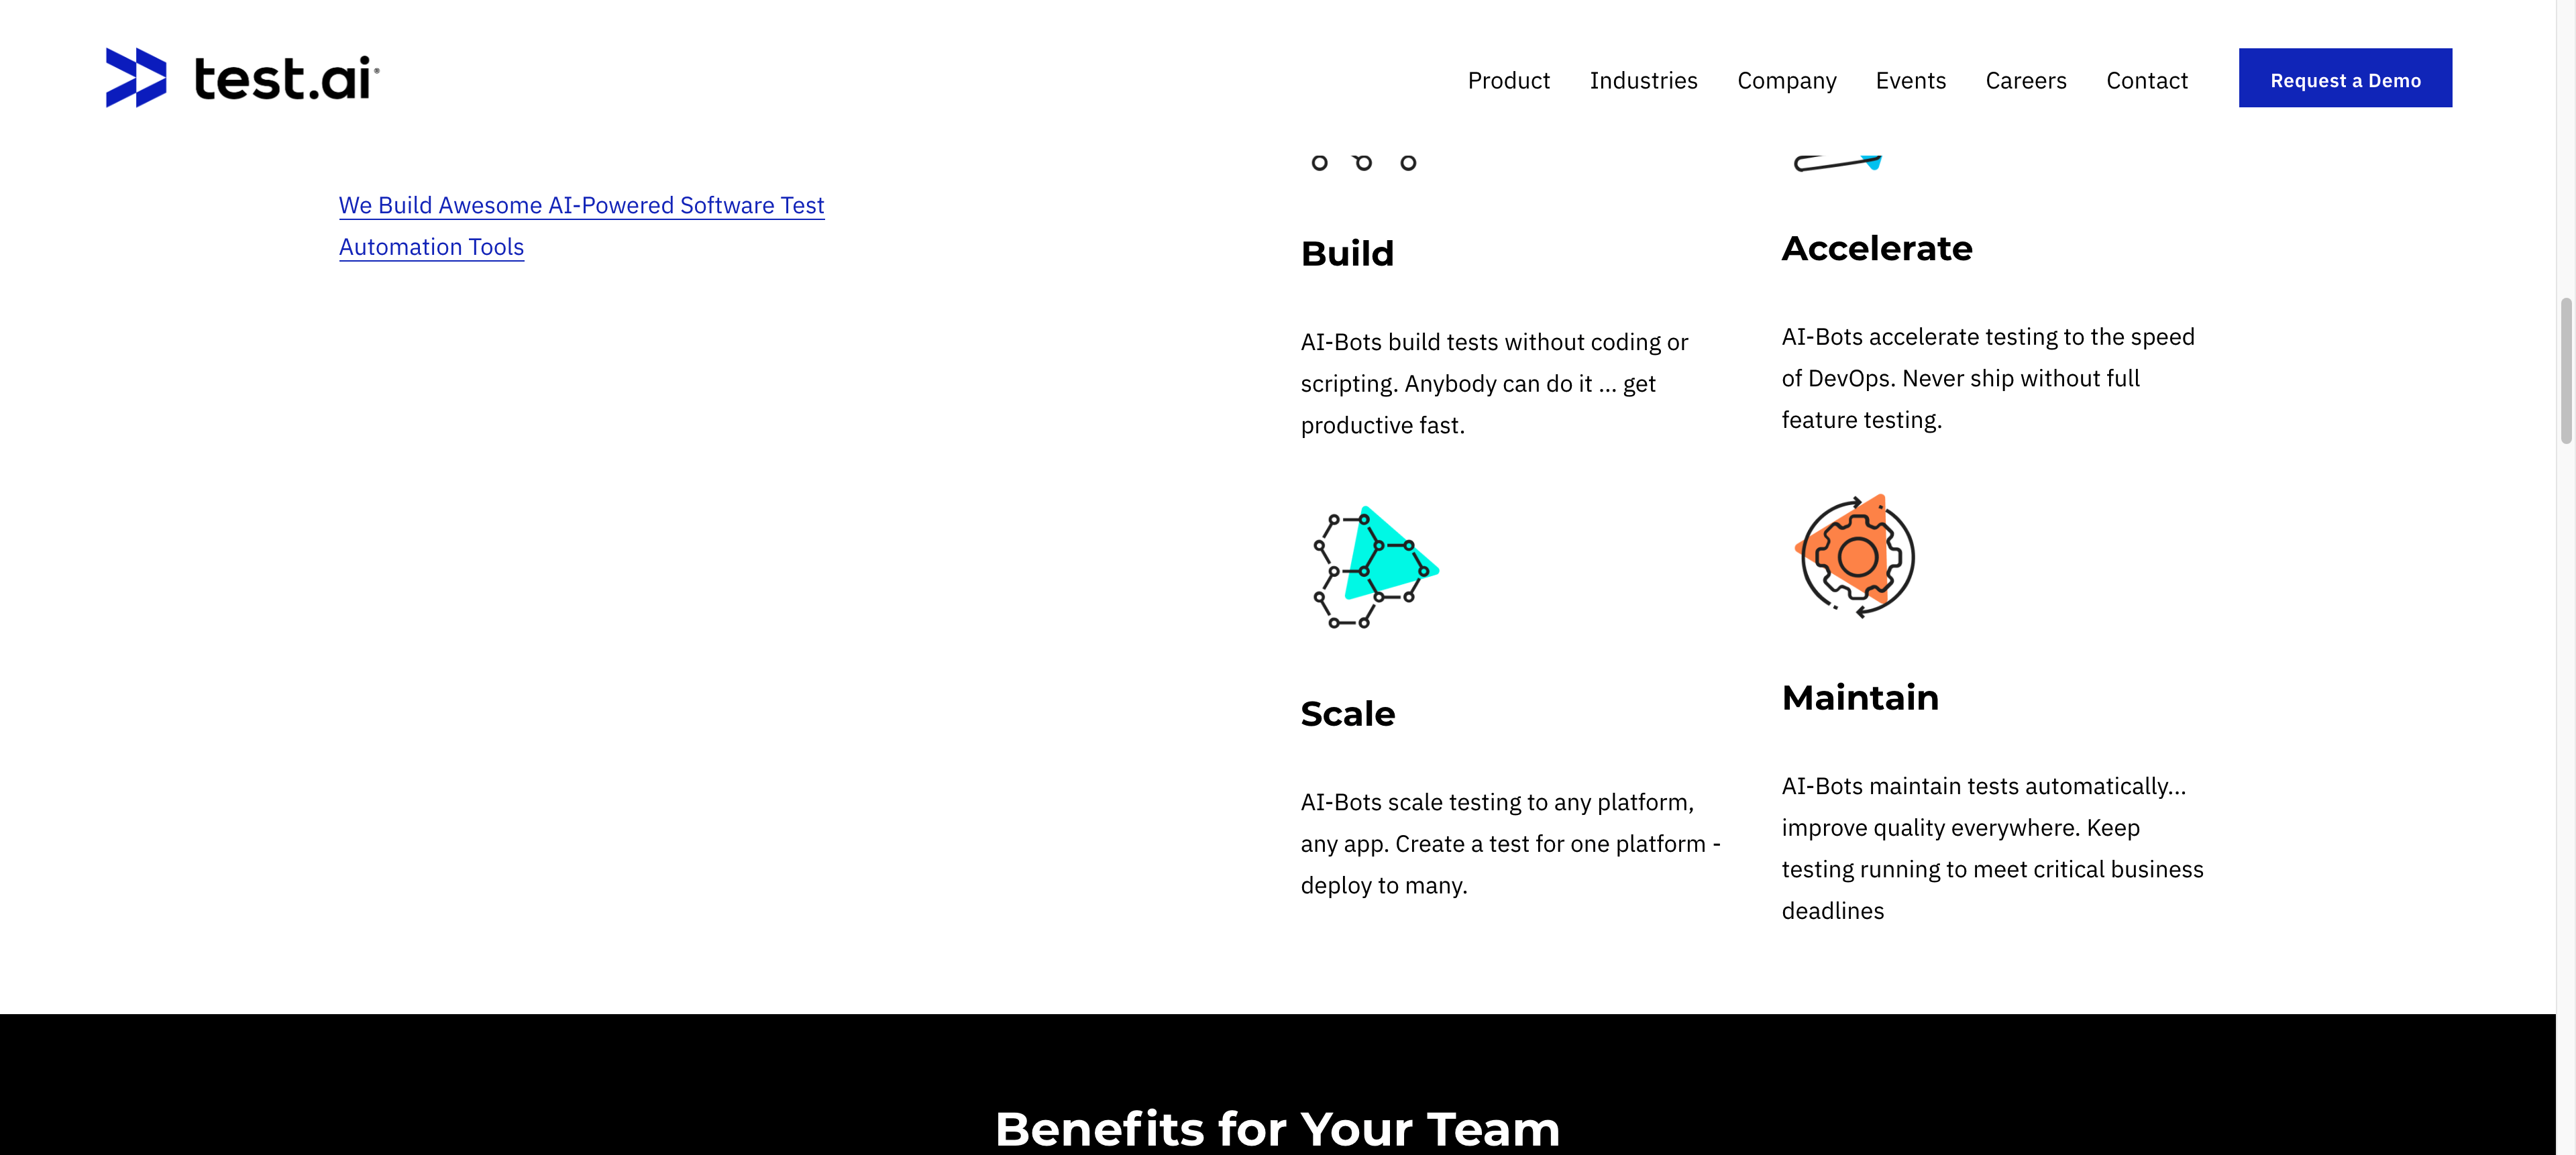 test.ai
Product Industries Company Events Careers Contact Request a Demo
We Build Awesome AI-Powered Software Test
Automation Tools
Build
AI-Bots build tests without coding or
scripting. Anybody can do it ... get
productive fast.
Accelerate
AI-Bots accelerate testing to the speed
of DevOps. Never ship without full
feature testing.
Scale
AI-Bots scale testing to any platform,
any app. Create a test for one platform -
deploy to many.
Maintain
AI-Bots maintain tests automatically...
improve quality everywhere. Keep
testing running to meet critical business
deadlines
Benefits for Your Team